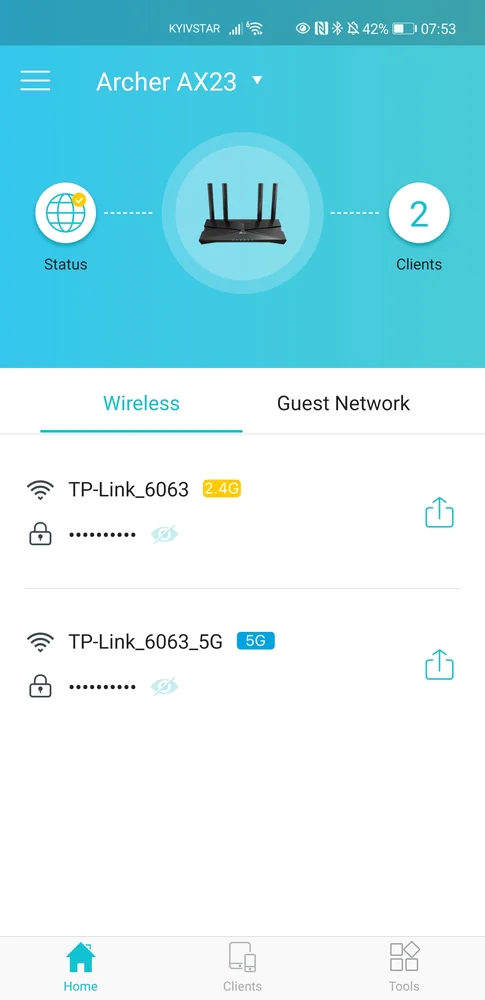 KYIVSTAR 6 42% 07:53
Archer AX23
2
Status
Clients
Wireless Guest Network
TP-Link_6063 2.4G
••••••••••
TP-Link_6063_5G 5G
••••••••••
Home Clients Tools